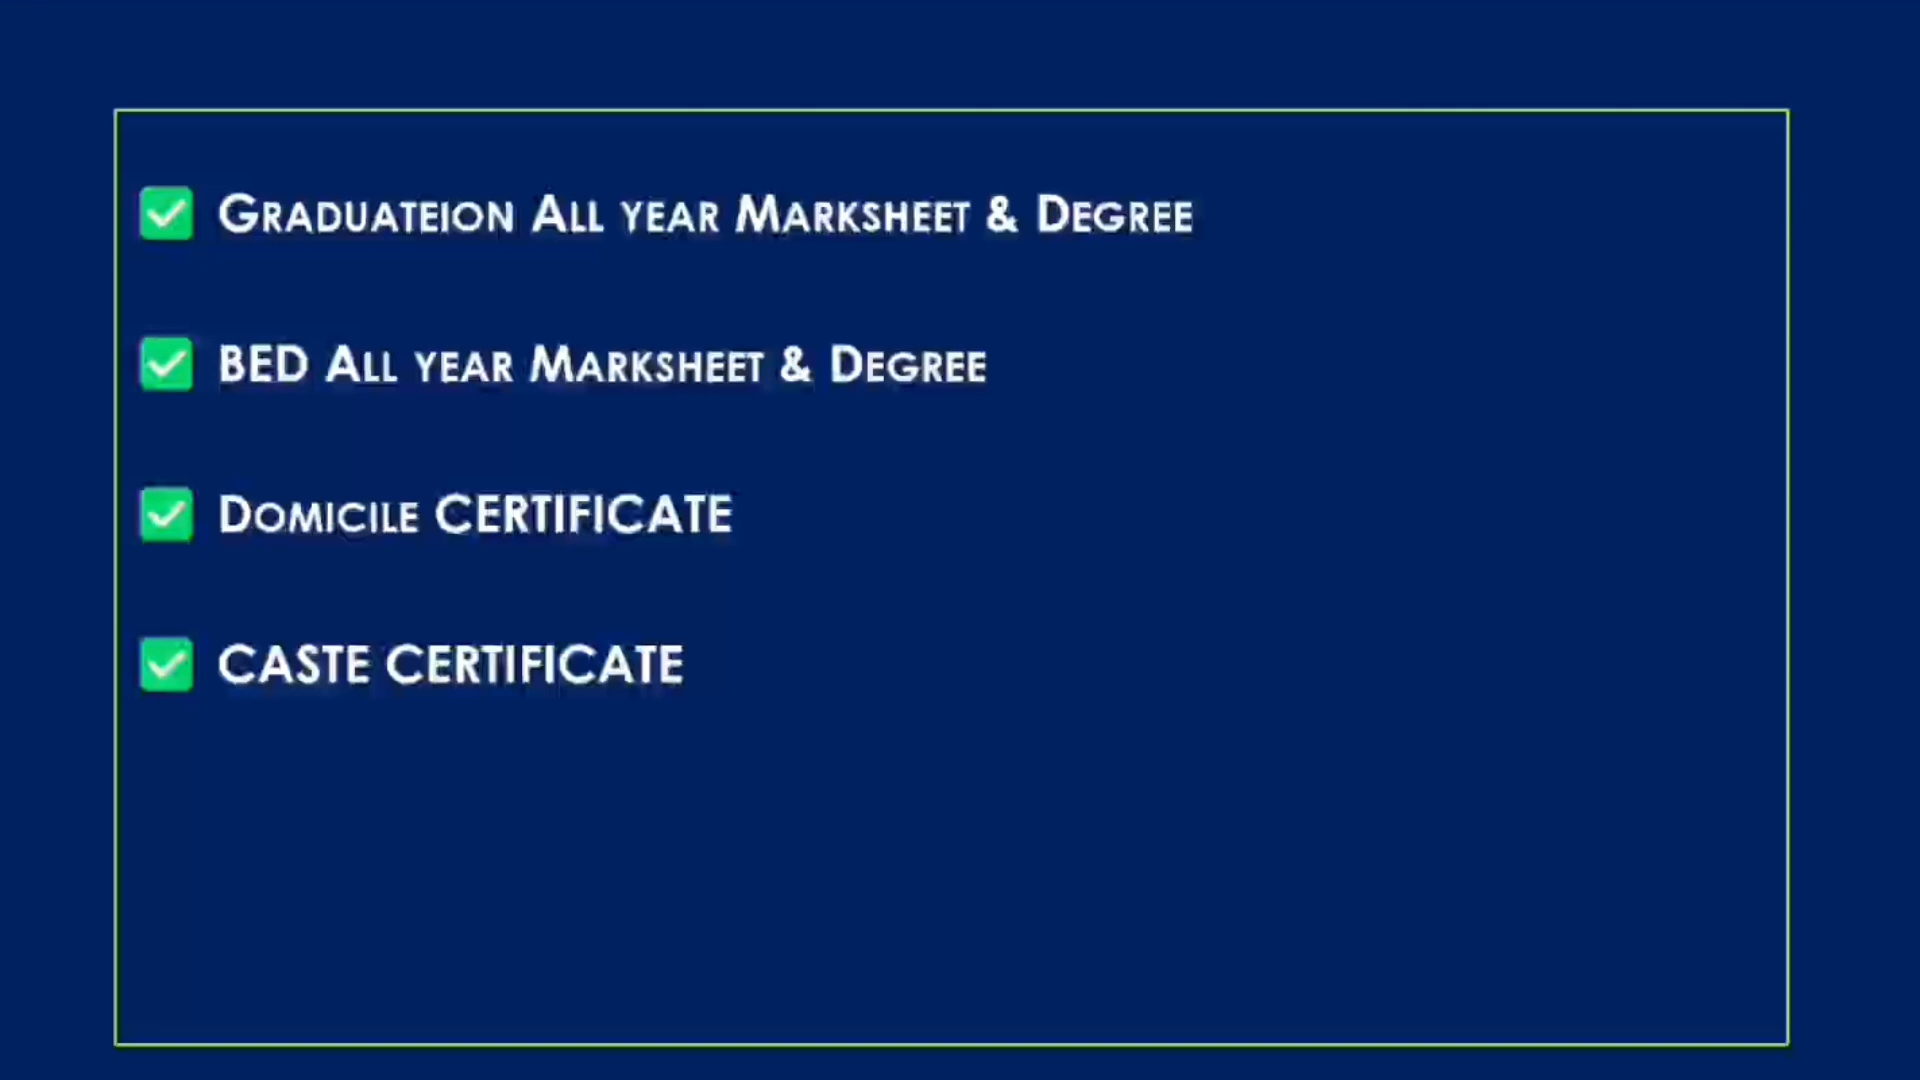 ✅ Graduateion All year Marksheet & Degree
✅ BED All year Marksheet & Degree
✅ Domicile CERTIFICATE
✅ CASTE CERTIFICATE